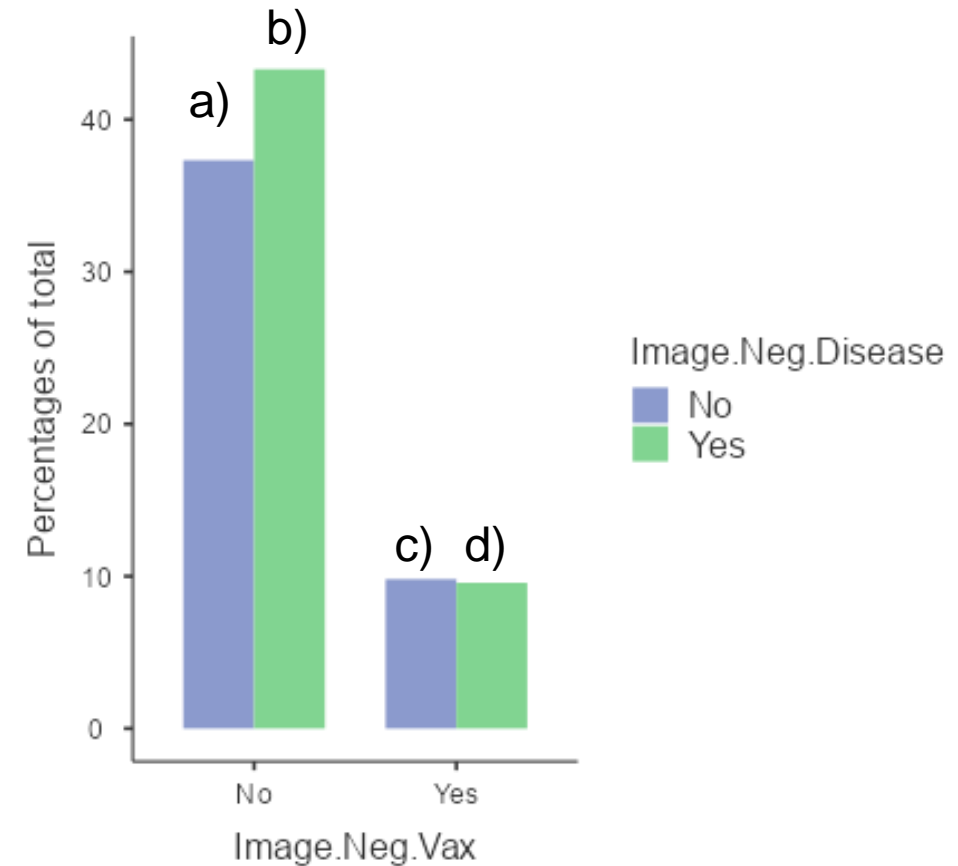 b)
a)
40
30
20
10
0
Percentages of total
c) d)
No Yes
Image.Neg.Vax
Image.Neg.Disease
No
Yes